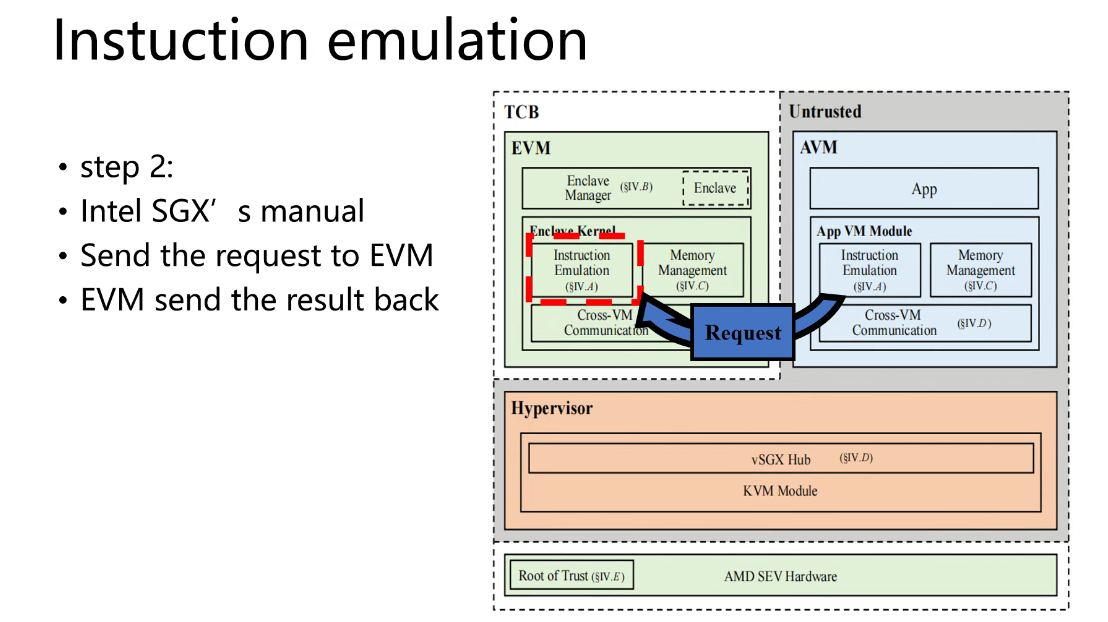 Instuction emulation
• step 2:
• Intel SGX’s manual
• Send the request to EVM
• EVM send the result back
TCB
EVM
Enclave
Manager
(§IV.B)
Enclave
Enclave Kernel
Instruction
Emulation
(§IV.A)
Memory
Management
(§IV.C)
Cross-VM
Communication
Request
Untrusted
AVM
App
App VM Module
Instruction
Emulation
(§IV.A)
Memory
Management
(§IV.C)
Cross-VM
Communication
(§IV.D)
Hypervisor
vSGX Hub
(§IV.D)
KVM Module
Root of Trust (§IV.E)
AMD SEV Hardware